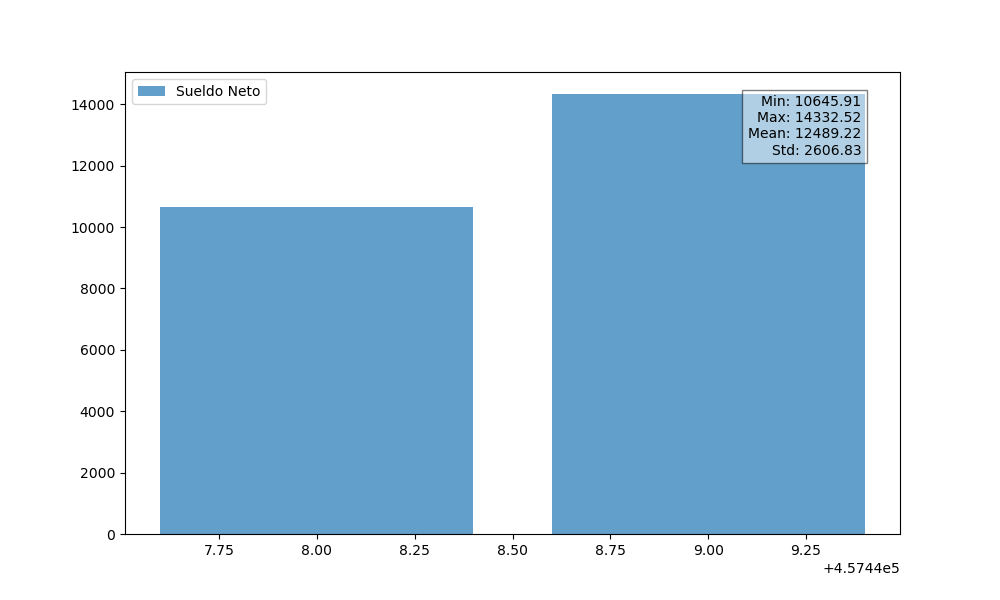 Sueldo Neto
Min: 10645.91
Max: 14332.52
Mean: 12489.22
Std: 2606.83
14000
12000
10000
8000
6000
4000
2000
0
7.75 8.00 8.25 8.50 8.75 9.00 9.25
+4.5744e5